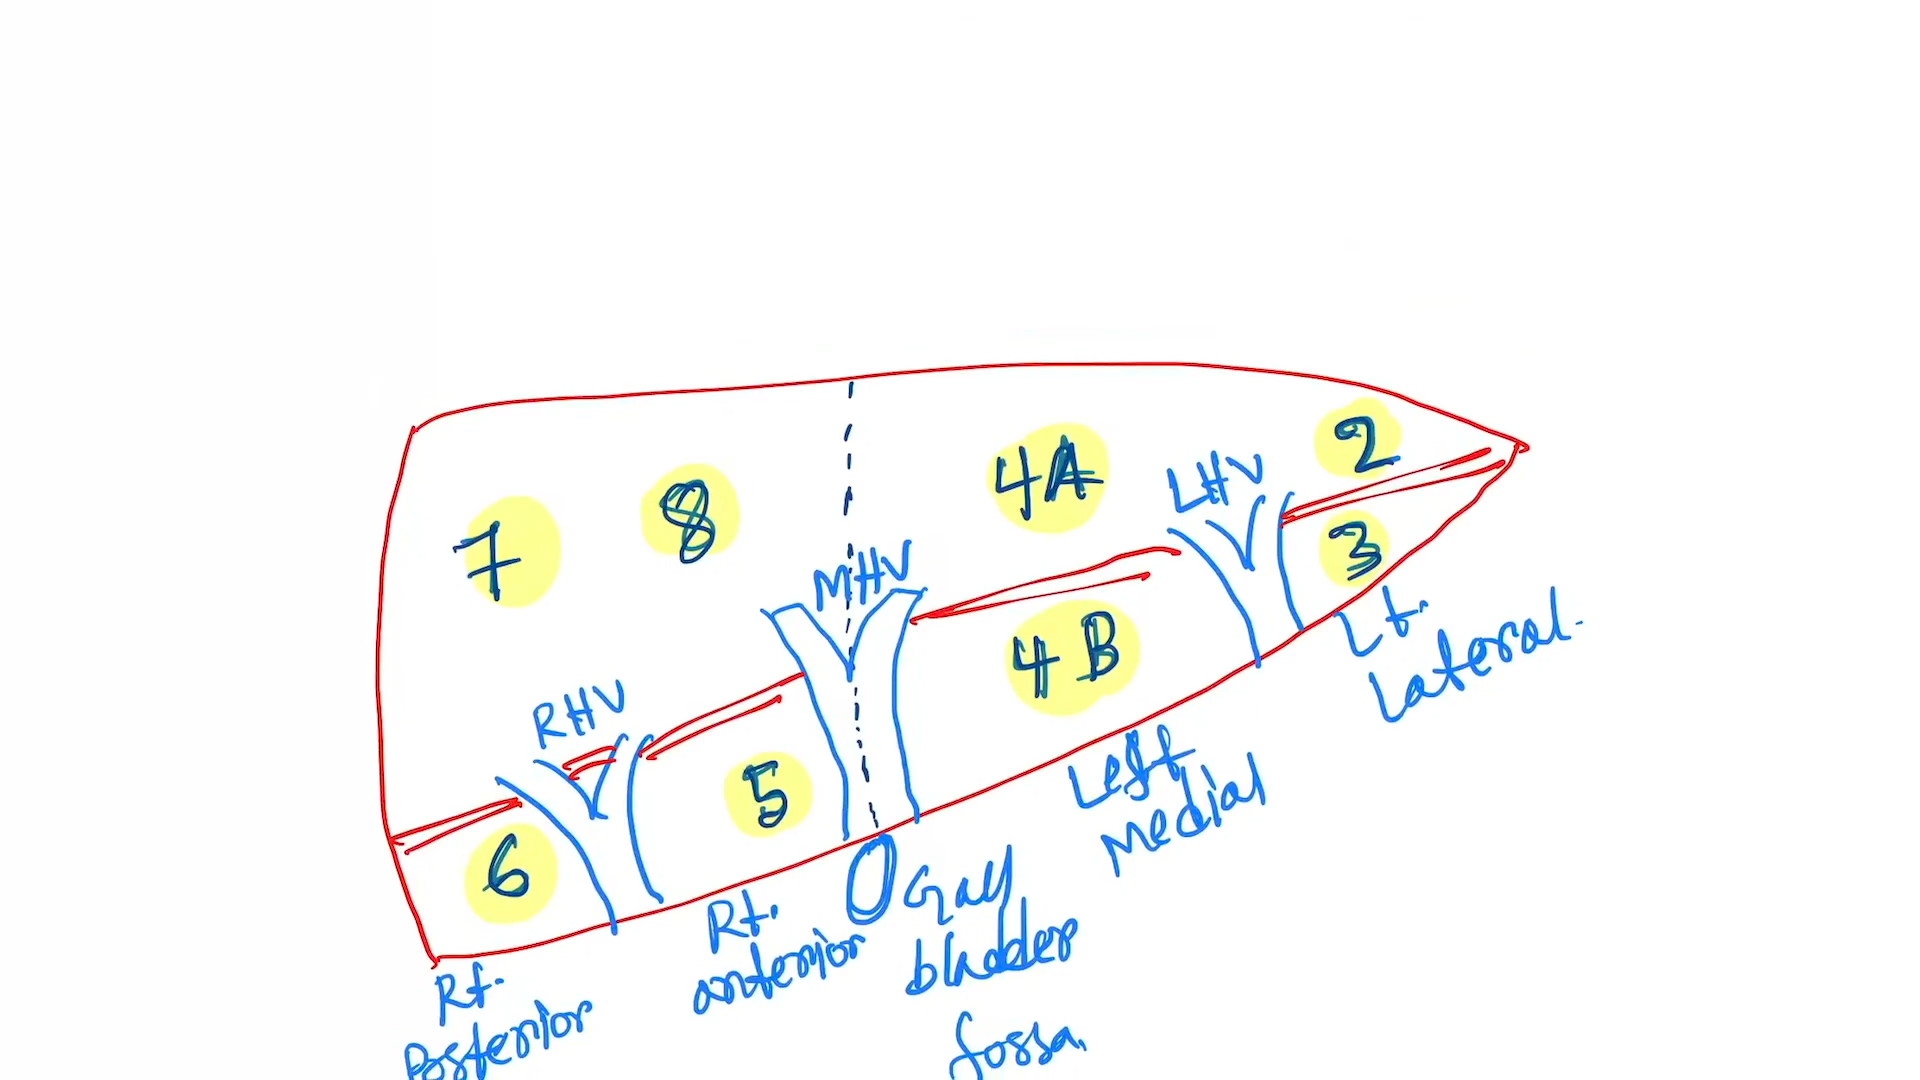 2
4A
LHV
8
7
3
MHV
4B
Lt.
Lateral.
RHV
5
Left
Medial
6
Gall
bladder
fossa.
Rt.
anterior
Rt.
Posterior